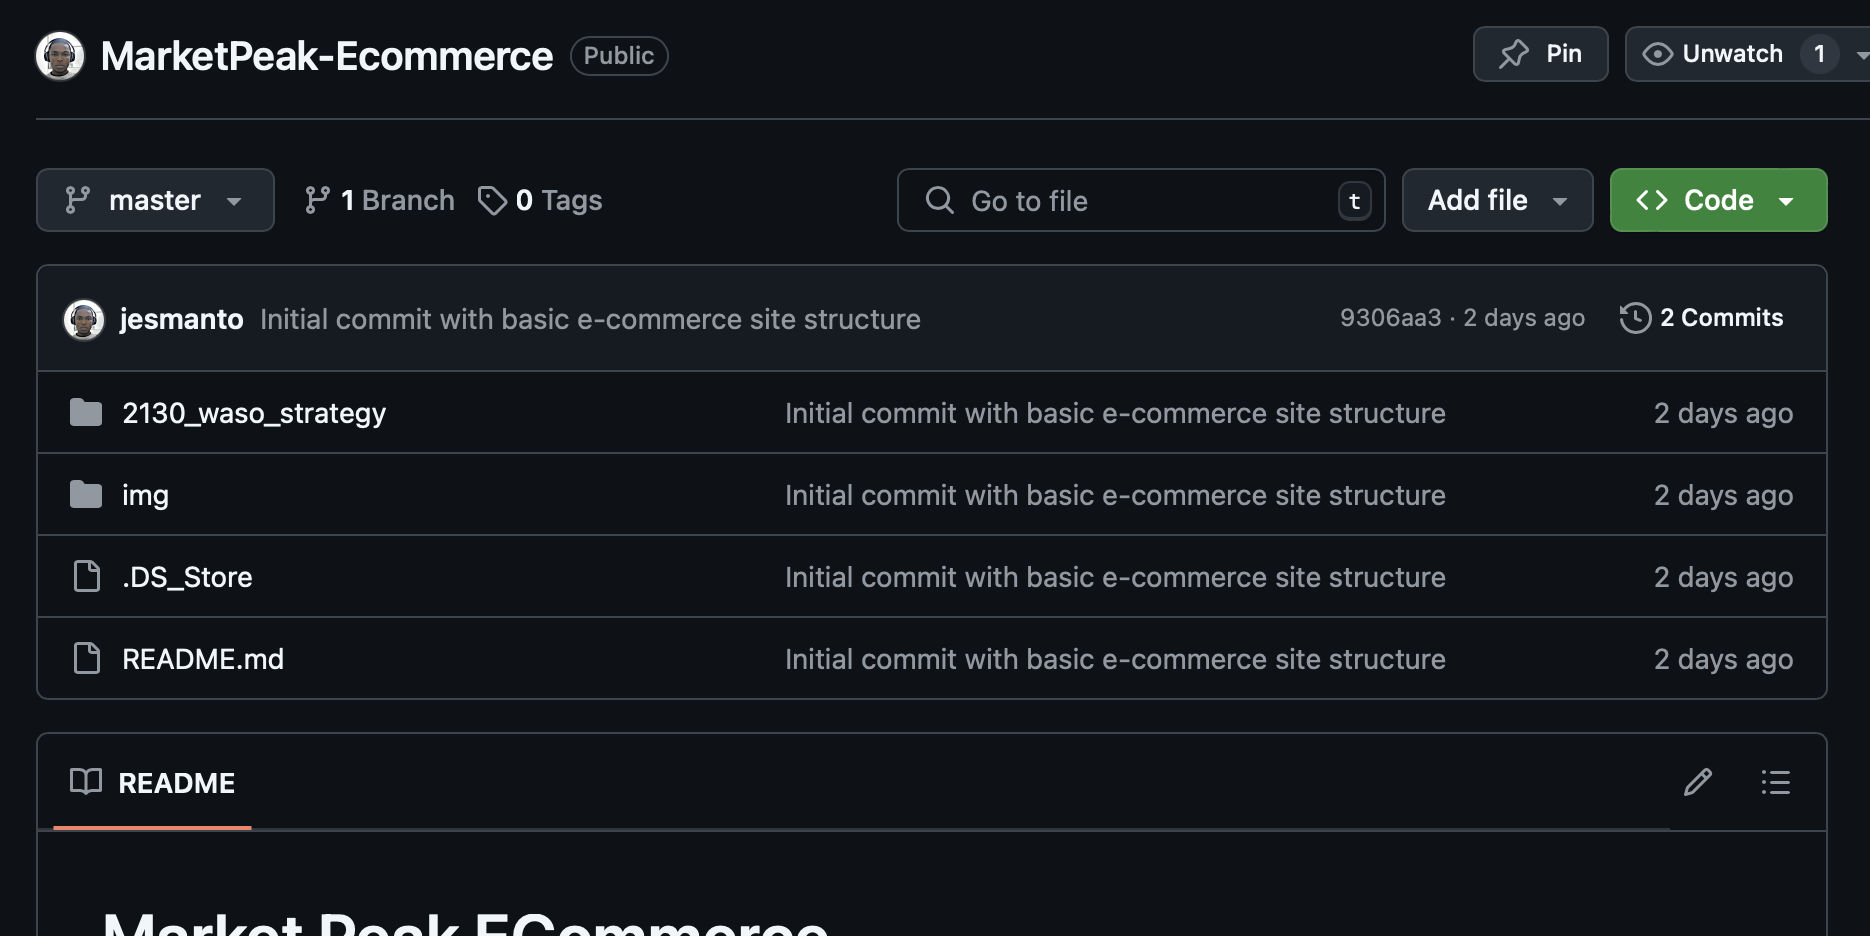 MarketPeak-Ecommerce Public Pin Unwatch 1
master 1 Branch 0 Tags Go to file t Add file Code
jesmanto Initial commit with basic e-commerce site structure 9306aa3 · 2 days ago 2 Commits
2130_waso_strategy Initial commit with basic e-commerce site structure 2 days ago
img Initial commit with basic e-commerce site structure 2 days ago
.DS_Store Initial commit with basic e-commerce site structure 2 days ago
README.md Initial commit with basic e-commerce site structure 2 days ago
README
Market Peak ECommerce